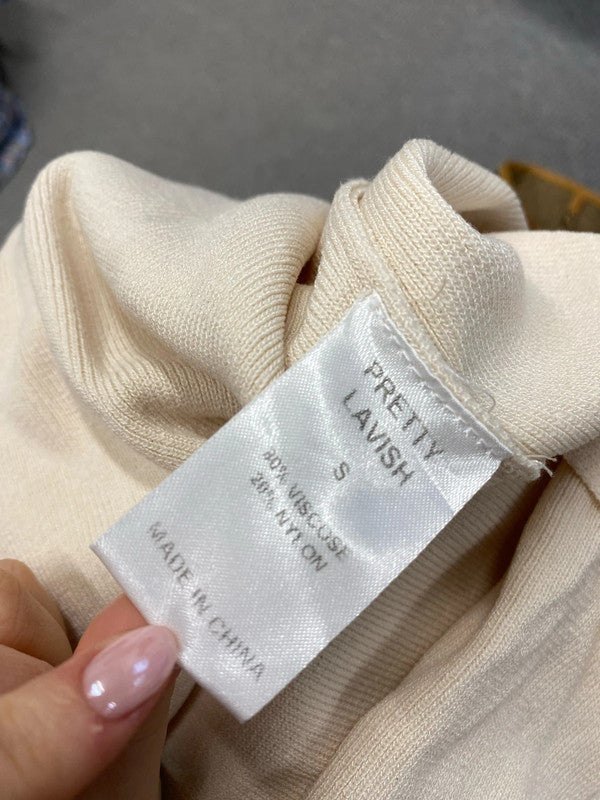 PRETTY
LAVISH
S
80% VISCOSE
20% NYLON
MADE IN CHINA